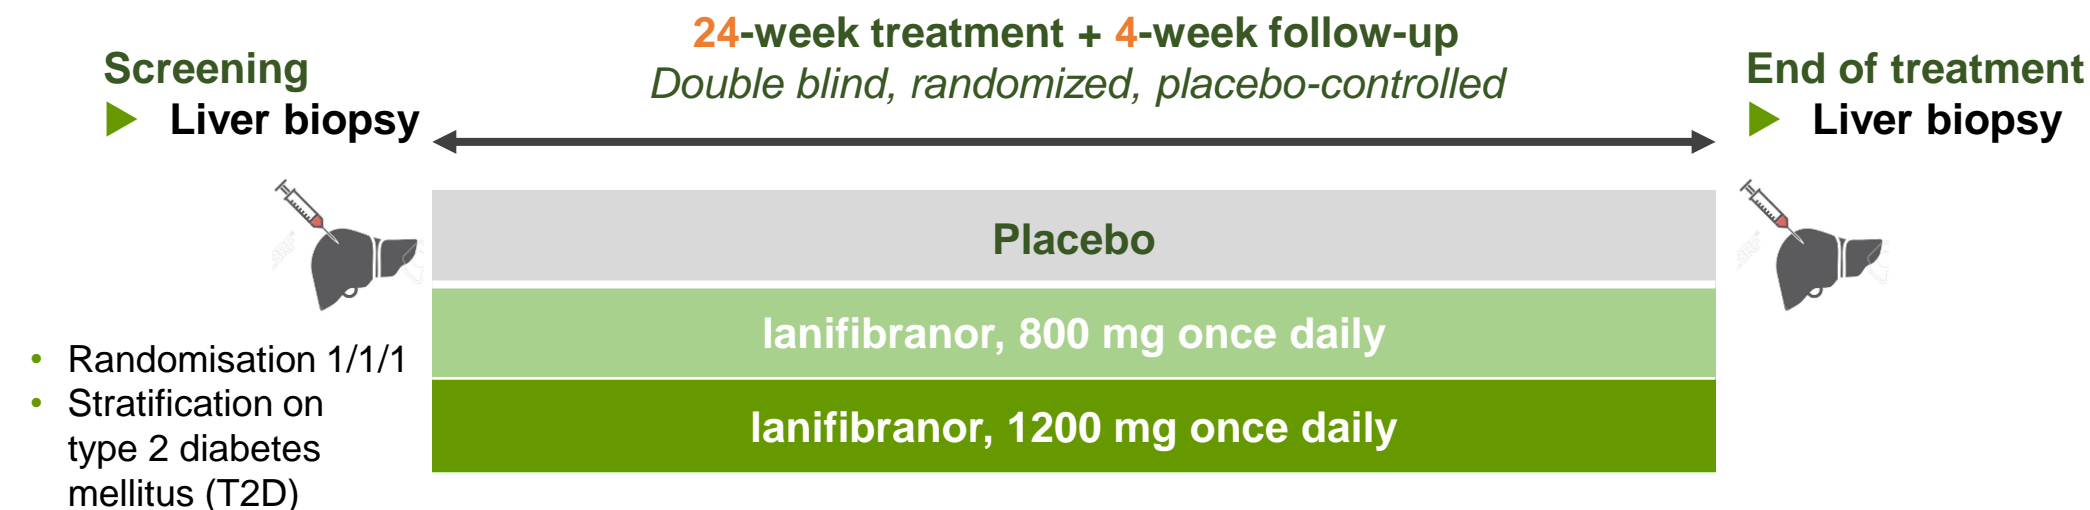 24-week treatment + 4-week follow-up
Double blind, randomized, placebo-controlled
Screening
Liver biopsy
End of treatment
Liver biopsy
Placebo
lanifibranor, 800 mg once daily
lanifibranor, 1200 mg once daily
• Randomisation 1/1/1
• Stratification on
type 2 diabetes
mellitus (T2D)